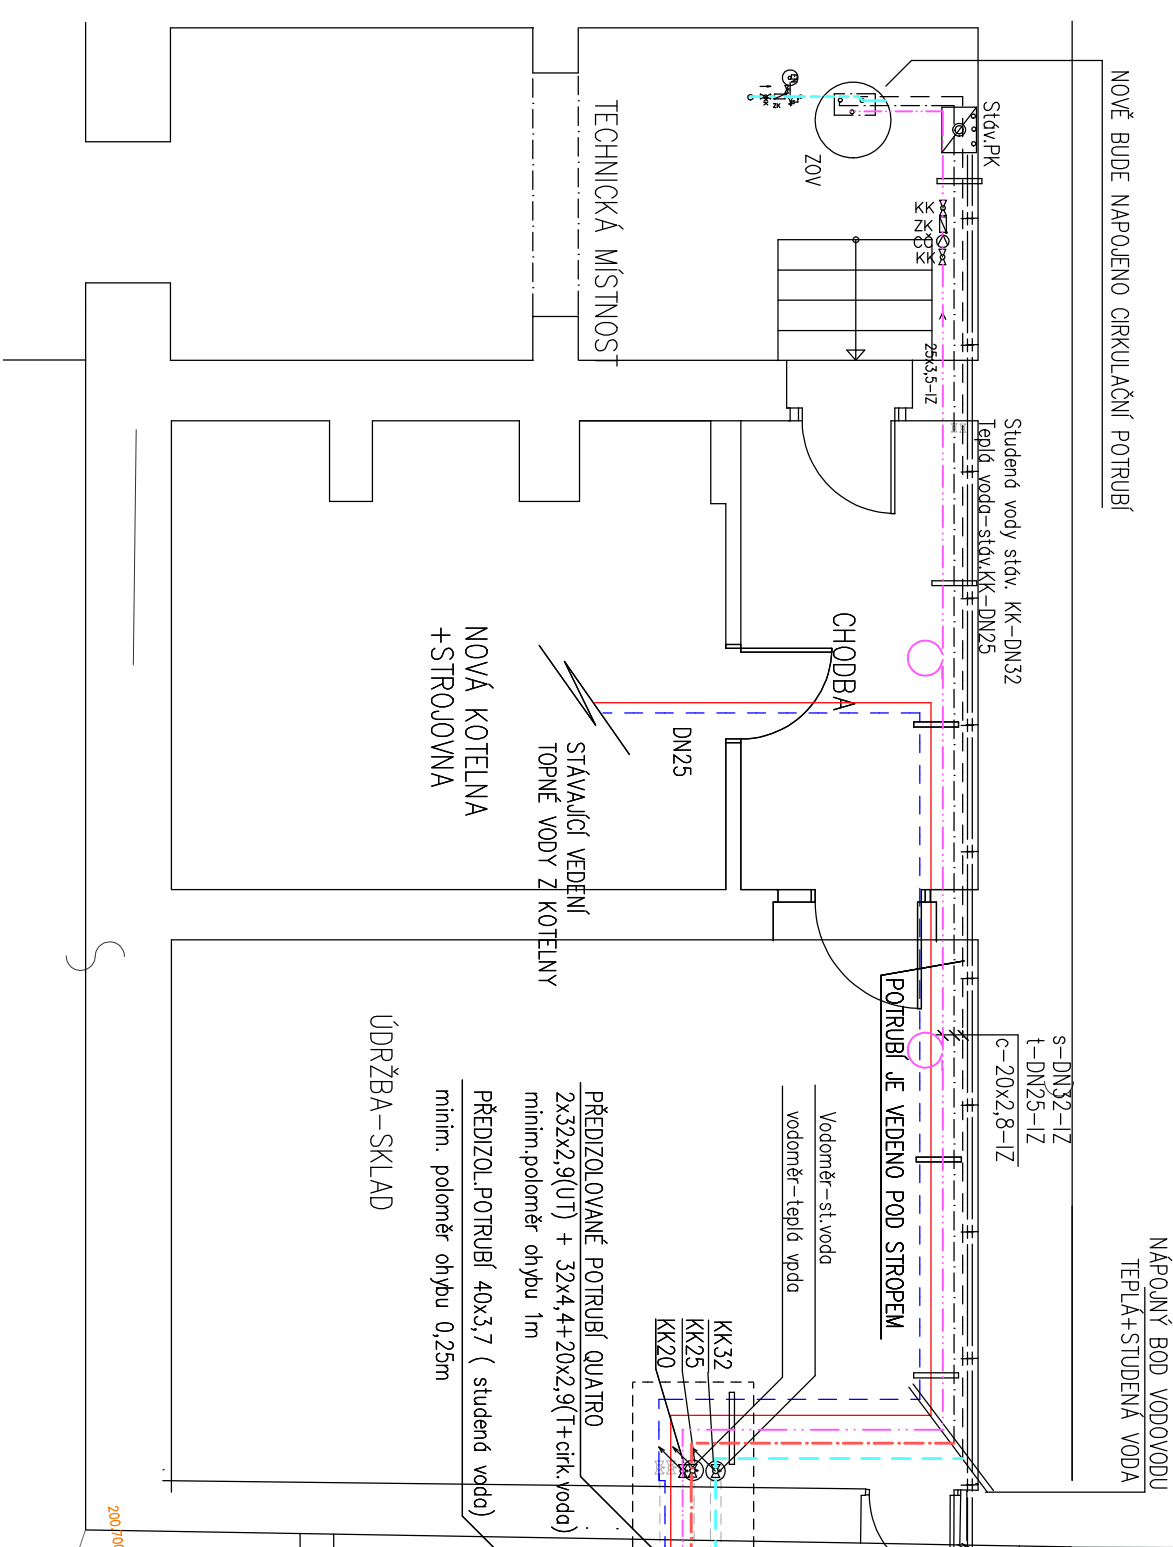 NOVĚ BUDE NAPOJENO CIRKULAČNÍ POTRUBÍ
Stáv.PK
ZOV
ZK
KK
ZK
CČ
KK
25x3,5-IZ
TECHNICKÁ MÍSTNOST
Studená vody stáv. KK-DN32
Teplá voda-stáv.KK-DN25
CHODBA
DN25
NOVÁ KOTELNA
+STROJOVNA
STÁVAJÍCÍ VEDENÍ
TOPNÉ VODY Z KOTELNY
POTRUBÍ JE VEDENO POD STROPEM
s-DN32-IZ
t-DN25-IZ
c-20x2,8-IZ
NÁPOJNÝ BOD VODOVODU
TEPLÁ+STUDENÁ VODA
Vodoměr-st.voda
vodoměr-teplá vpda
KK32
KK25
KK20
PŘEDIZOLOVANÉ POTRUBÍ QUATRO
2x32x2,9(UT) + 32x4,4+20x2,9(T+cirk.voda)
minim.poloměr ohybu 1m
PŘEDIZOL.POTRUBÍ 40x3,7 ( studená voda)
minim. poloměr ohybu 0,25m
ÚDRŽBA-SKLAD